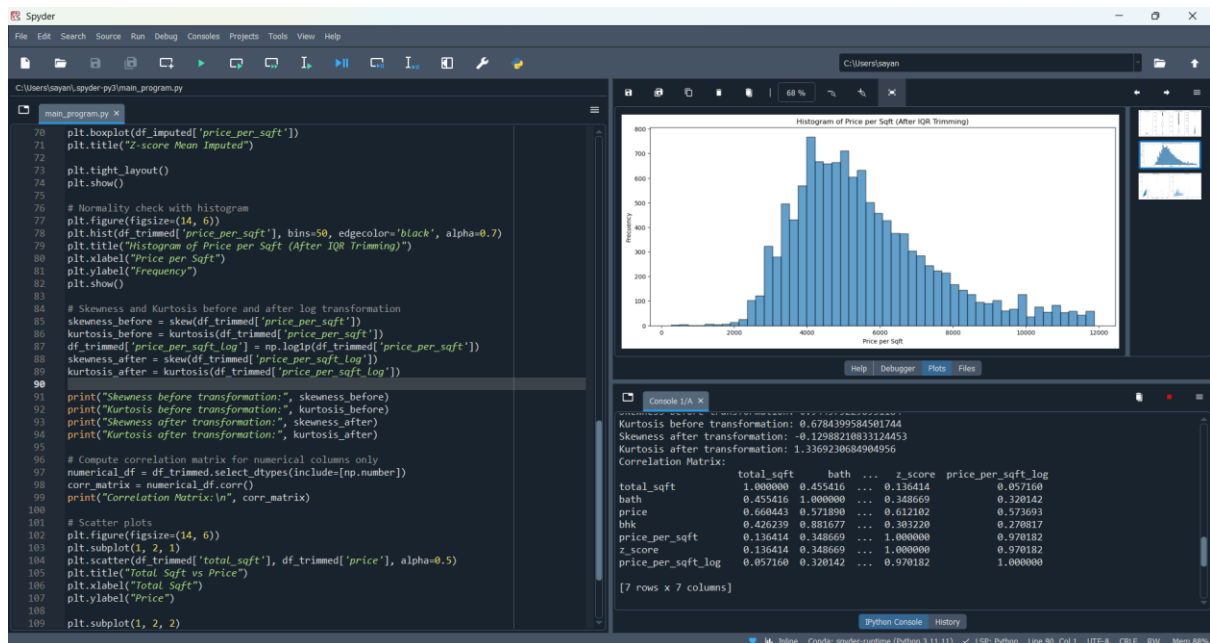 Spyder
File Edit Search Source Run Debug Consoles Projects Tools View Help
C:\Users\sayan
C:\Users\sayan\.spyder-py3\main_program.py
main_program.py
70 plt.boxplot(df_imputed['price_per_sqft'])
71 plt.title("Z-score Mean Imputed")
72
73 plt.tight_layout()
74 plt.show()
75
76 # Normality check with histogram
77 plt.figure(figsize=(14, 6))
78 plt.hist(df_trimmed['price_per_sqft'], bins=50, edgecolor='black', alpha=0.7)
79 plt.title("Histogram of Price per Sqft (After IQR Trimming)")
80 plt.xlabel("Price per Sqft")
81 plt.ylabel("Frequency")
82 plt.show()
83
84 # Skewness and Kurtosis before and after log transformation
85 skewness_before = skew(df_trimmed['price_per_sqft'])
86 kurtosis_before = kurtosis(df_trimmed['price_per_sqft'])
87 df_trimmed['price_per_sqft_log'] = np.log1p(df_trimmed['price_per_sqft'])
88 skewness_after = skew(df_trimmed['price_per_sqft_log'])
89 kurtosis_after = kurtosis(df_trimmed['price_per_sqft_log'])
90
91 print("Skewness before transformation:", skewness_before)
92 print("Kurtosis before transformation:", kurtosis_before)
93 print("Skewness after transformation:", skewness_after)
94 print("Kurtosis after transformation:", kurtosis_after)
95
96 # Compute correlation matrix for numerical columns only
97 numerical_df = df_trimmed.select_dtypes(include=[np.number])
98 corr_matrix = numerical_df.corr()
99 print("Correlation Matrix:\n", corr_matrix)
100
101 # Scatter plots
102 plt.figure(figsize=(14, 6))
103 plt.subplot(1, 2, 1)
104 plt.scatter(df_trimmed['total_sqft'], df_trimmed['price'], alpha=0.5)
105 plt.title("Total Sqft vs Price")
106 plt.xlabel("Total Sqft")
107 plt.ylabel("Price")
108
109 plt.subplot(1, 2, 2)
68 %
Histogram of Price per Sqft (After IQR Trimming)
800
700
600
500
400
300
200
100
0
Frequency
0 2000 4000 6000 8000 10000 12000
Price per Sqft
Help Debugger Plots Files
Console 1/A
Skewness before transformation:
Kurtosis before transformation: 0.6784399584501744
Skewness after transformation: -0.12988210833124453
Kurtosis after transformation: 1.3369230684904956
Correlation Matrix:
total_sqft bath ... z_score price_per_sqft_log
total_sqft 1.000000 0.455416 ... 0.136414 0.057160
bath 0.455416 1.000000 ... 0.348669 0.320142
price 0.660443 0.571890 ... 0.612102 0.573693
bhk 0.426239 0.881677 ... 0.303220 0.270817
price_per_sqft 0.136414 0.348669 ... 1.000000 0.970182
z_score 0.136414 0.348669 ... 1.000000 0.970182
price_per_sqft_log 0.057160 0.320142 ... 0.970182 1.000000
[7 rows x 7 columns]
IPython Console History
Inline Conda: spyder-runtime (Python 3.11.11) LSP: Python Line 90, Col 1 UTF-8 CRLF RW Mem 88%